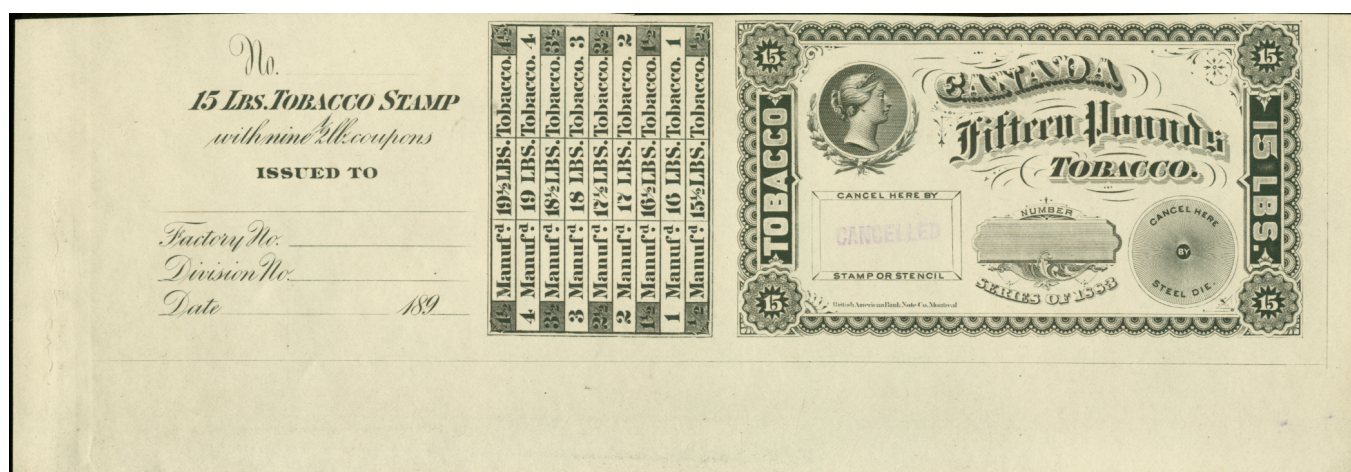 No.
15 LBS. TOBACCO STAMP
with nine ½ lb. coupons
ISSUED TO
Factory No.
Division No.
Date 189
4½ Manufd: 19½ LBS. Tobacco. 4½
4 Manufd: 19 LBS. Tobacco. 4
3½ Manufd: 18½ LBS. Tobacco. 3½
3 Manufd: 18 LBS. Tobacco. 3
2½ Manufd: 17½ LBS. Tobacco. 2½
2 Manufd: 17 LBS. Tobacco. 2
1½ Manufd: 16½ LBS. Tobacco. 1½
1 Manufd: 16 LBS. Tobacco. 1
½ Manufd: 15½ LBS. Tobacco. ½
15
15
TOBACCO
CANADA
Fifteen Pounds
TOBACCO.
15 LBS.
CANCEL HERE BY
CANCELLED
STAMP OR STENCIL
NUMBER
SERIES OF 1883
CANCEL HERE
BY
STEEL DIE.
British American Bank Note Co. Montreal
15
15